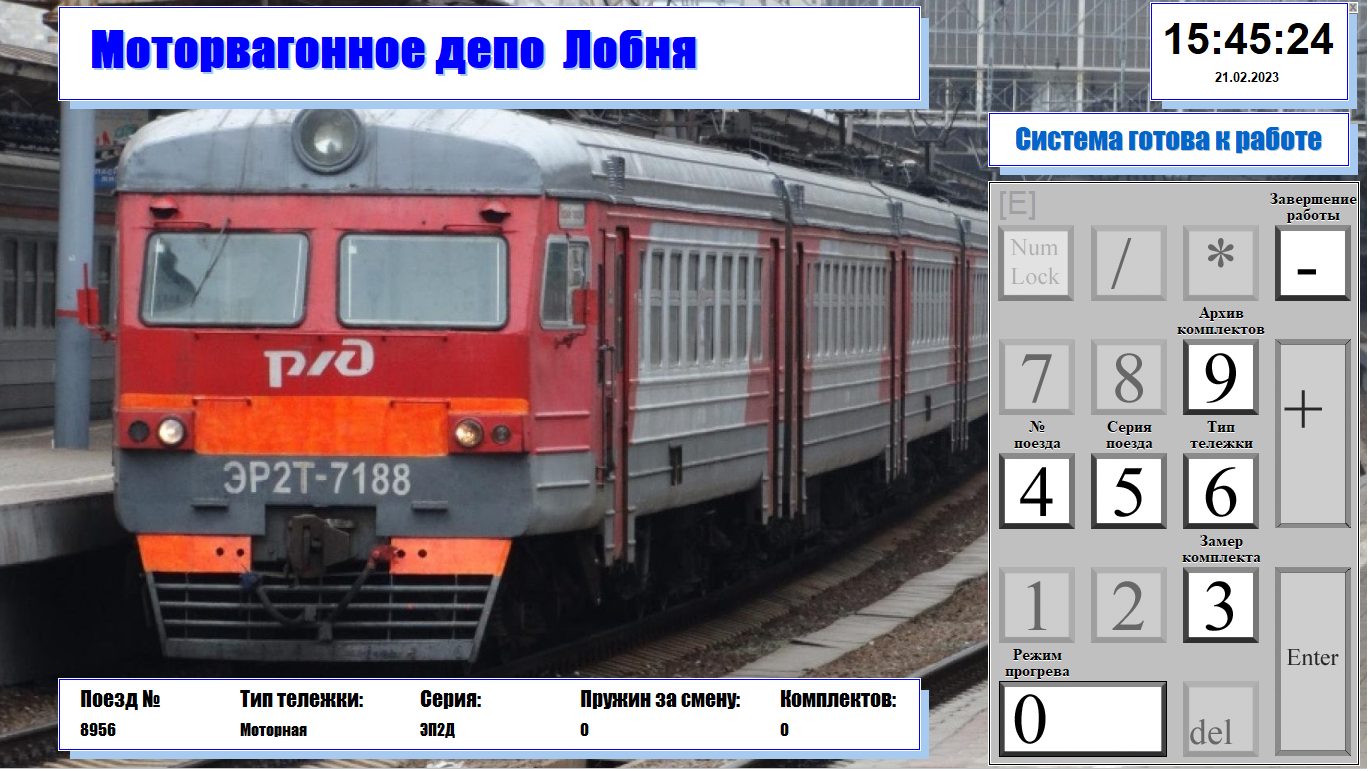 Моторвагонное депо Лобня
15:45:24
21.02.2023
Система готова к работе
[E]
Завершение
работы
Num
Lock
/
*
-
Архив
комплектов
7
8
9
+
№
поезда
Серия
поезда
Тип
тележки
4
5
6
Замер
комплекта
1
2
3
Enter
Режим
прогрева
0
del
РЖД
ЭР2Т-7188
Поезд № Тип тележки: Серия: Пружин за смену: Комплектов:
8956 Моторная ЭП2Д 0 0